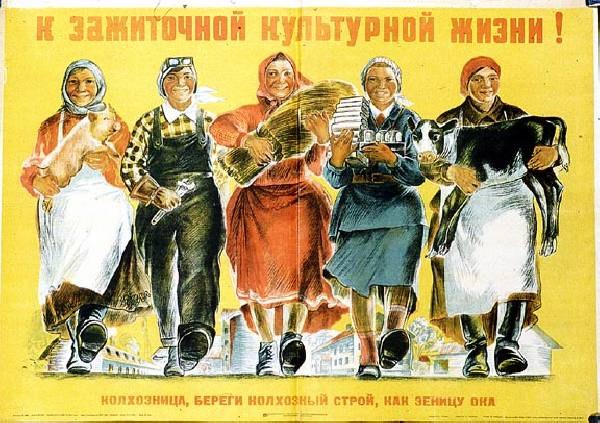 К ЗАЖИТОЧНОЙ КУЛЬТУРНОЙ ЖИЗНИ!
КОЛХОЗНИЦА, БЕРЕГИ КОЛХОЗНЫЙ СТРОЙ, КАК ЗЕНИЦУ ОКА